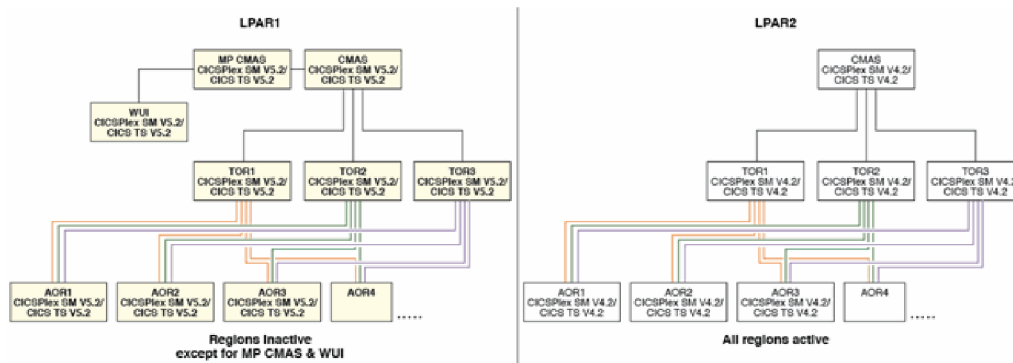 LPAR1
MP CMAS
CICSPlex SM V5.2/
CICS TS V5.2
CMAS
CICSPlex SM V5.2/
CICS TS V5.2
WUI
CICSPlex SM V5.2/
CICS TS V5.2
TOR1
CICSPlex SM V5.2/
CICS TS V5.2
TOR2
CICSPlex SM V5.2/
CICS TS V5.2
TOR3
CICSPlex SM V5.2/
CICS TS V5.2
AOR1
CICSPlex SM V5.2/
CICS TS V5.2
AOR2
CICSPlex SM V5.2/
CICS TS V5.2
AOR3
CICSPlex SM V5.2/
CICS TS V5.2
AOR4
.....
Regions inactive
except for MP CMAS & WUI
LPAR2
CMAS
CICSPlex SM V4.2/
CICS TS V4.2
TOR1
CICSPlex SM V4.2/
CICS TS V4.2
TOR2
CICSPlex SM V4.2/
CICS TS V4.2
TOR3
CICSPlex SM V4.2/
CICS TS V4.2
AOR1
CICSPlex SM V4.2/
CICS TS V4.2
AOR2
CICSPlex SM V4.2/
CICS TS V4.2
AOR3
CICSPlex SM V4.2/
CICS TS V4.2
AOR4
.....
All regions active